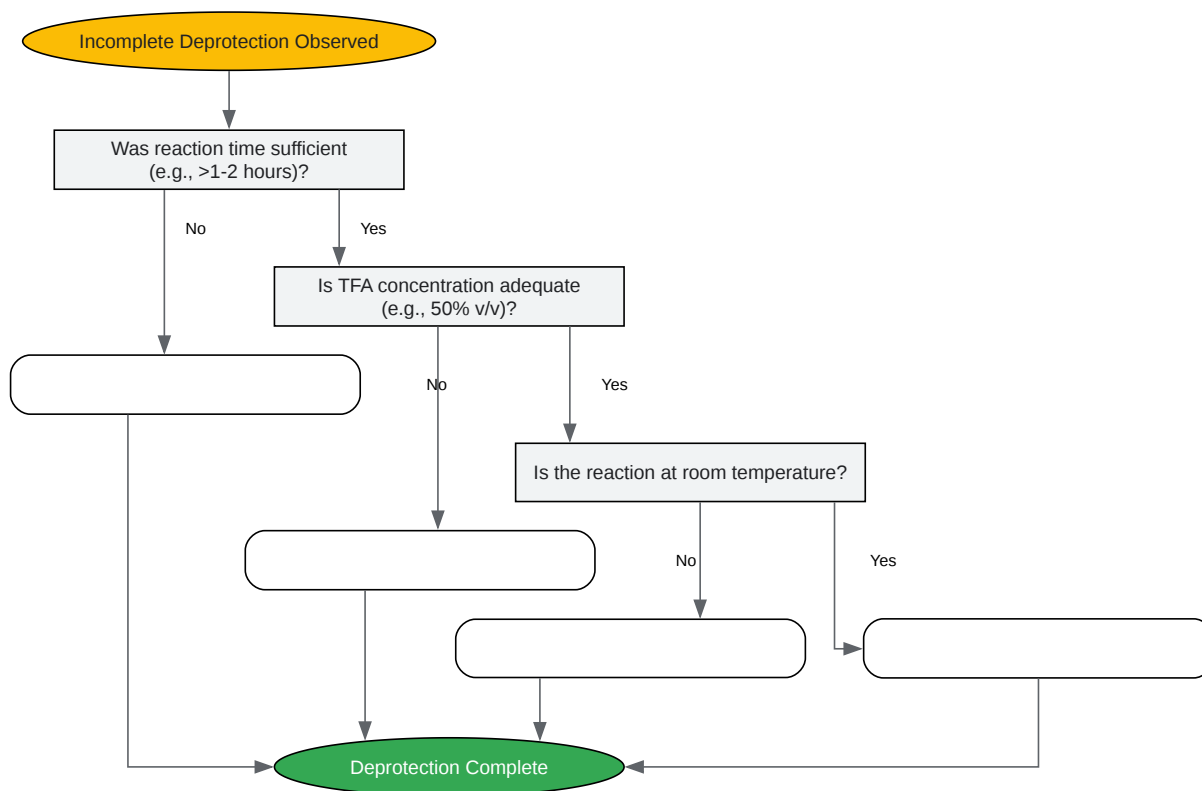 Incomplete Deprotection Observed
Was reaction time sufficient
(e.g., >1-2 hours)?
No
Yes
Is TFA concentration adequate
(e.g., 50% v/v)?
No
Yes
Is the reaction at room temperature?
No
Yes
Deprotection Complete